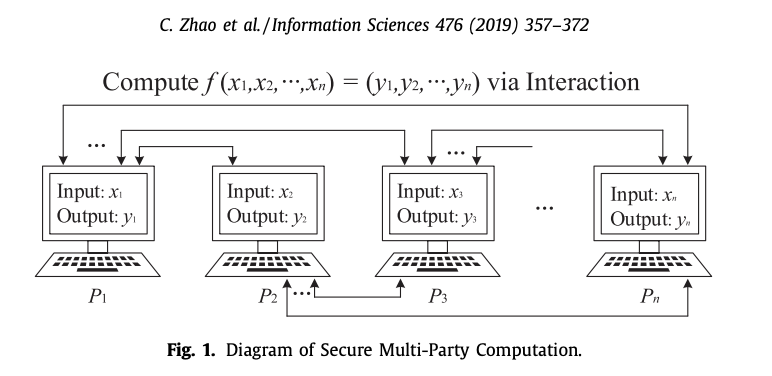 C. Zhao et al./Information Sciences 476 (2019) 357–372
Compute f (x1,x2, ···,xn) = (y1,y2, ···,yn) via Interaction
...
...
Input: x1
Output: y1
Input: x2
Output: y2
Input: x3
Output: y3
...
Input: xn
Output: yn
P1
P2
...
P3
Pn
Fig. 1. Diagram of Secure Multi-Party Computation.